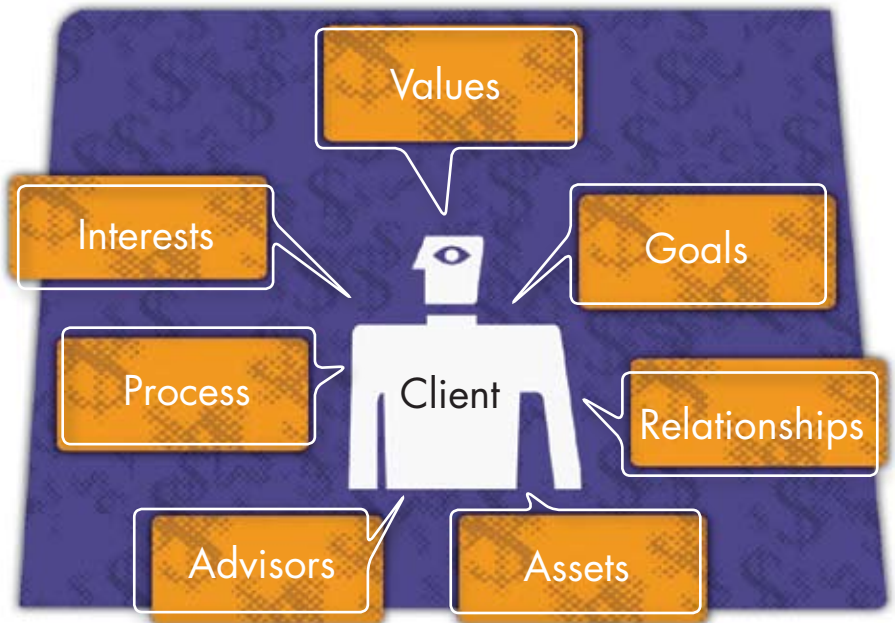 Values
Interests
Goals
Process
Client
Relationships
Advisors
Assets